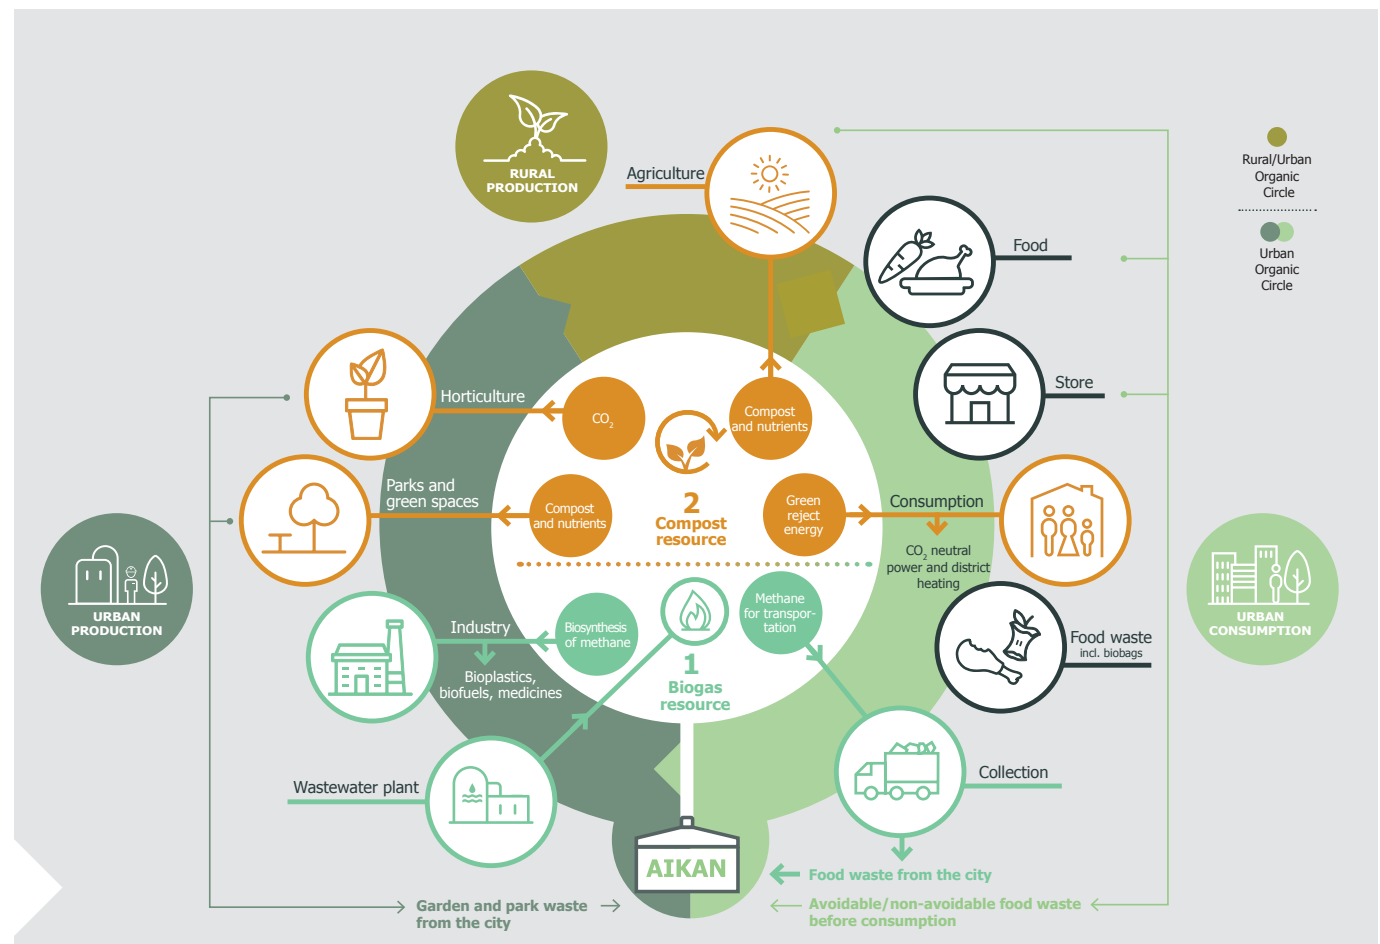 RURAL
PRODUCTION
Agriculture
Rural/Urban
Organic
Circle
Urban
Organic
Circle
Food
Store
Horticulture
CO2
Compost
and nutrients
Parks and
green spaces
Compost
and nutrients
2
Compost
resource
Green
reject
energy
Consumption
CO2 neutral
power and district
heating
URBAN
PRODUCTION
URBAN
CONSUMPTION
Industry
Bioplastics,
biofuels, medicines
Biosynthesis
of methane
Methane
for transpor-
tation
1
Biogas
resource
Food waste
incl. biobags
Wastewater plant
Collection
AIKAN
Food waste from the city
Garden and park waste
from the city
Avoidable/non-avoidable food waste
before consumption